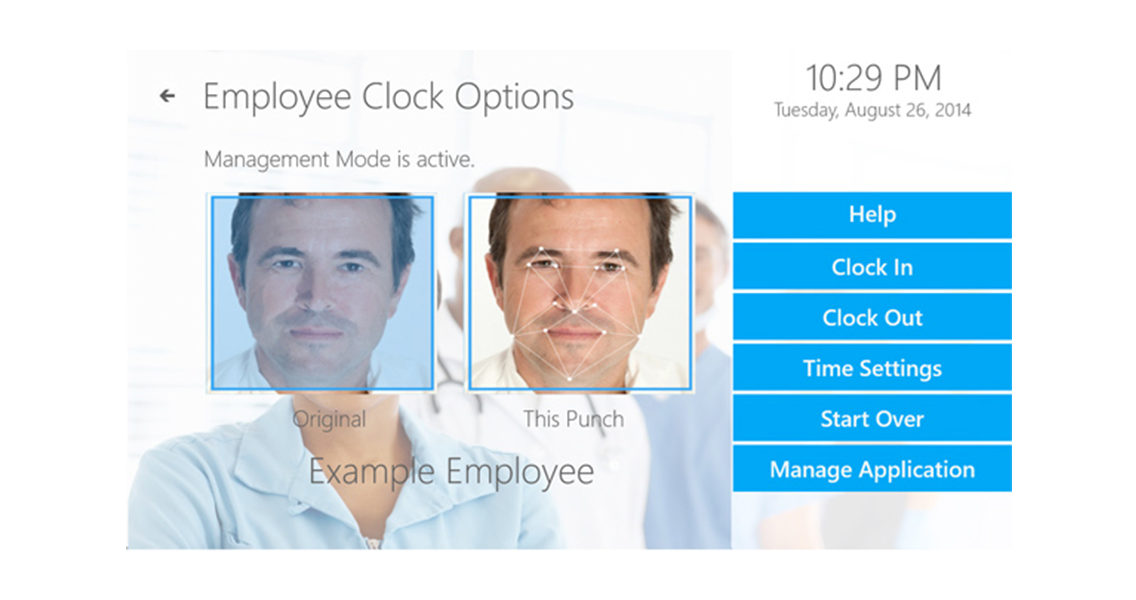 Employee Clock Options
10:29 PM
Tuesday, August 26, 2014
Management Mode is active.
Original
This Punch
Example Employee
Help
Clock In
Clock Out
Time Settings
Start Over
Manage Application